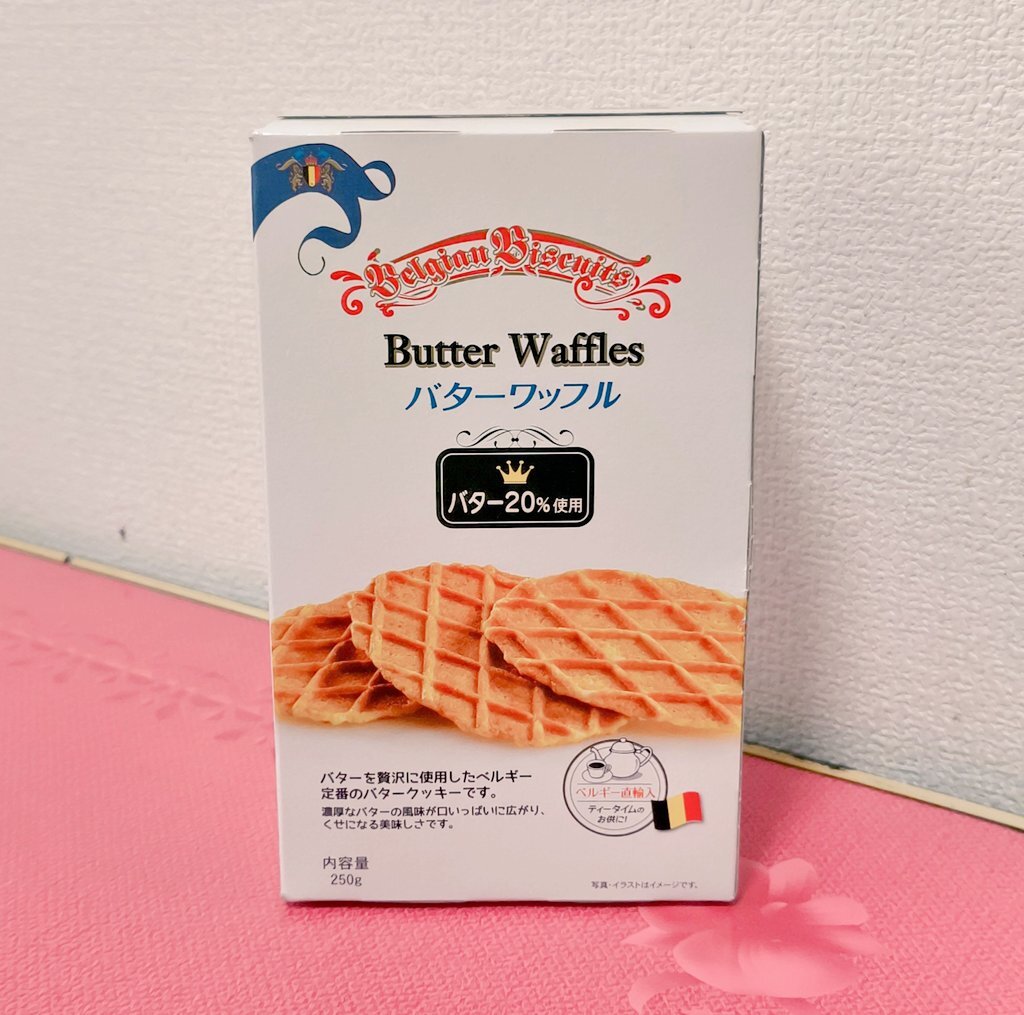 Belgian Biscuits
Butter Waffles
バターワッフル
バター20%使用
バターを贅沢に使用したベルギー
定番のバタークッキーです。
濃厚なバターの風味が口いっぱいに広がり、
くせになる美味しさです。
ベルギー直輸入
ティータイムの
お供に!
内容量
250g
写真・イラストはイメージです。